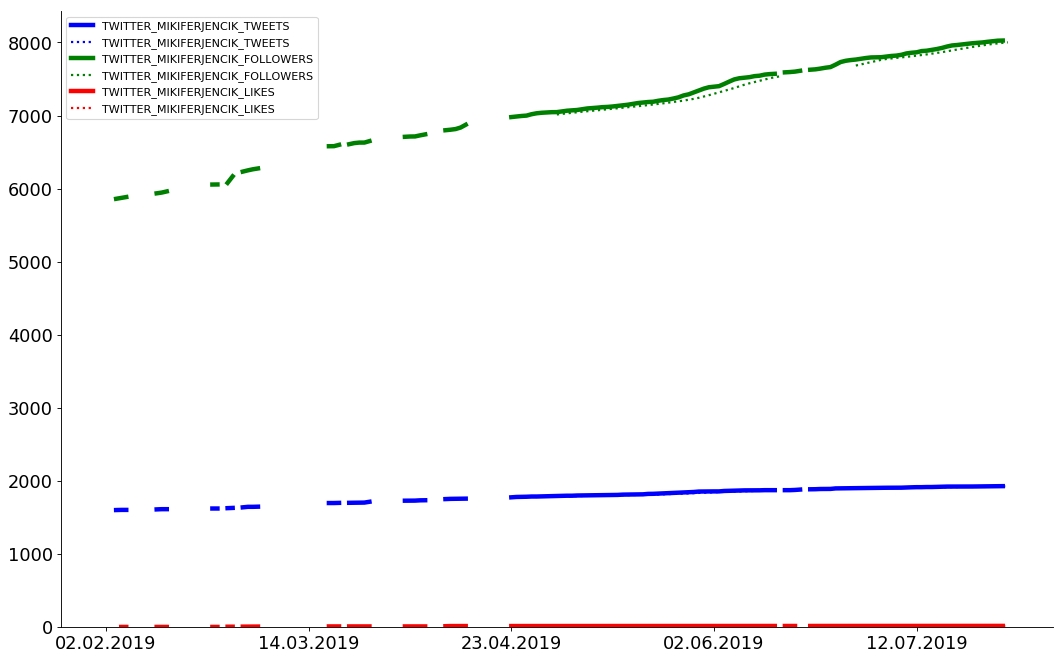 TWITTER_MIKIFERJENCIK_TWEETS
TWITTER_MIKIFERJENCIK_TWEETS
TWITTER_MIKIFERJENCIK_FOLLOWERS
TWITTER_MIKIFERJENCIK_FOLLOWERS
TWITTER_MIKIFERJENCIK_LIKES
TWITTER_MIKIFERJENCIK_LIKES
8000
7000
6000
5000
4000
3000
2000
1000
0
02.02.2019 14.03.2019 23.04.2019 02.06.2019 12.07.2019